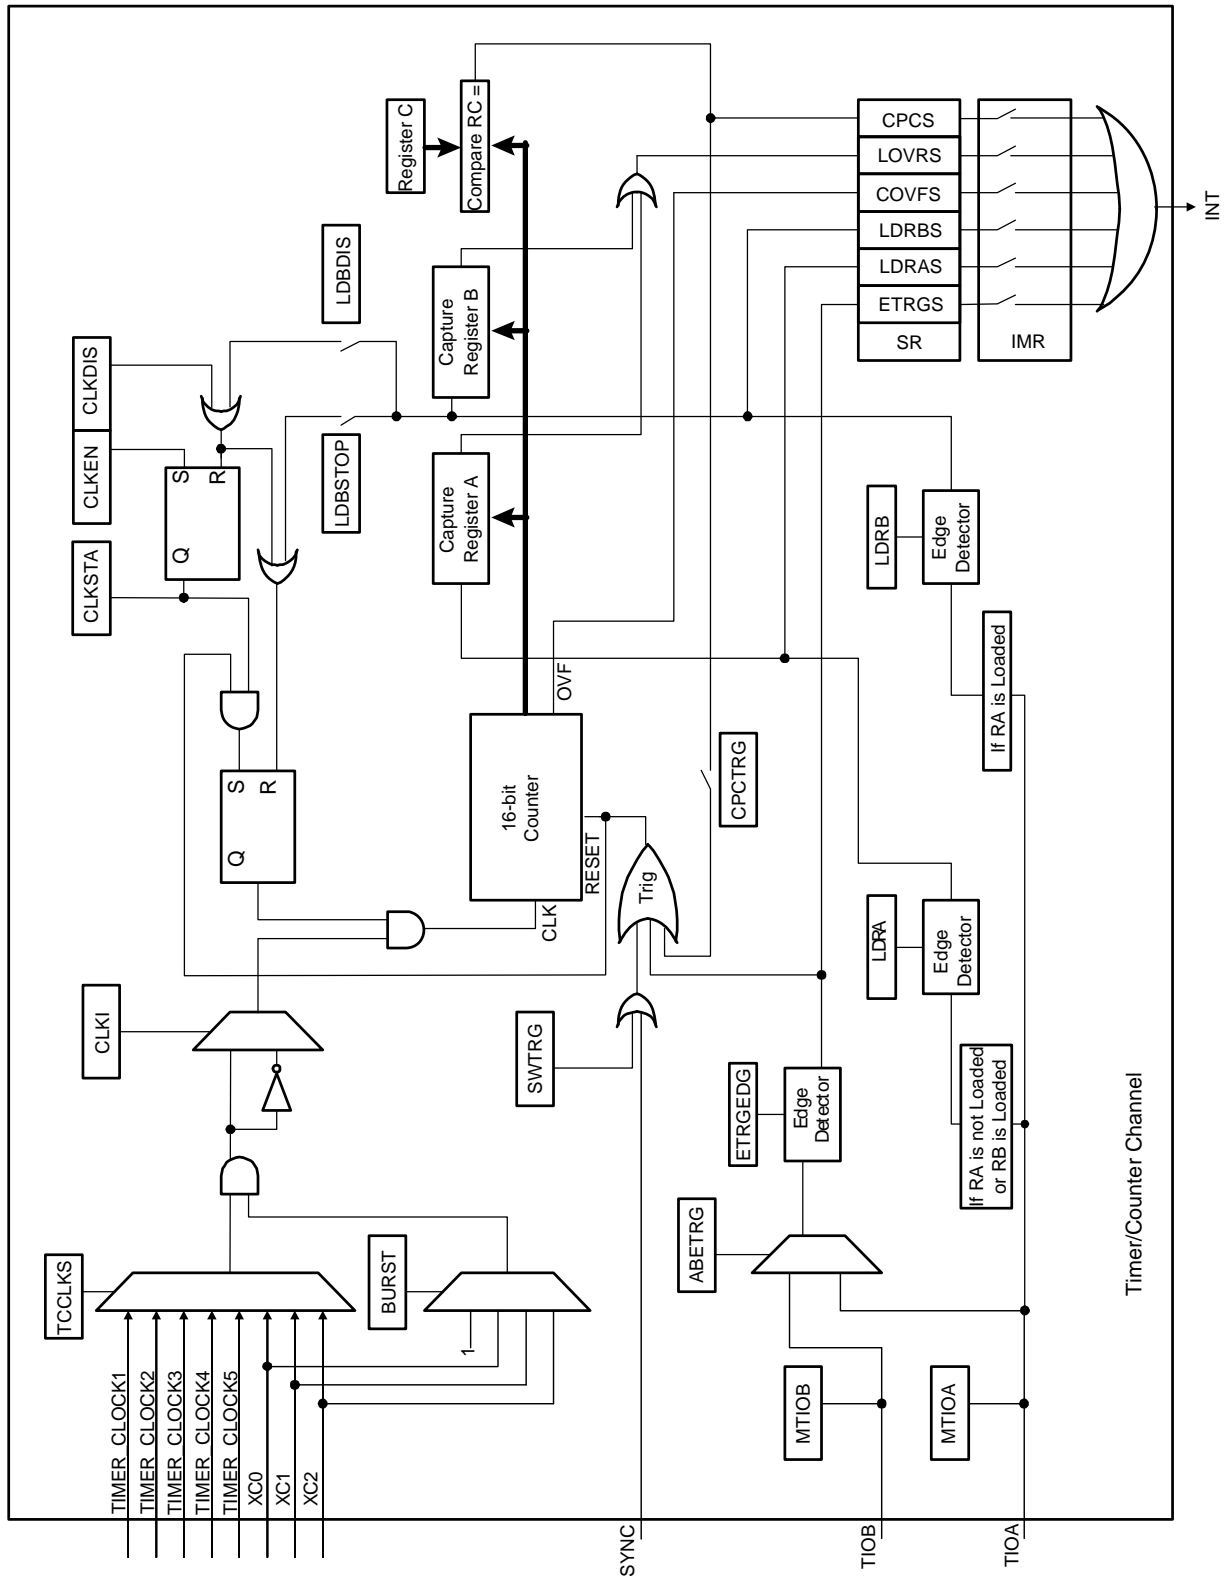 TCCLKS
TIMER_CLOCK1
TIMER_CLOCK2
TIMER_CLOCK3
TIMER_CLOCK4
TIMER_CLOCK5
XC0
XC1
XC2
BURST
1
CLKI
CLKSTA
CLKEN
CLKDIS
Q
S
R
Q
S
R
LDBSTOP
LDBDIS
Register C
Capture
Register A
Capture
Register B
Compare RC =
16-bit
Counter
CLK
OVF
RESET
SYNC
SWTRG
Trig
CPCTRG
ABETRG
ETRGEDG
Edge
Detector
MTIOB
TIOB
MTIOA
TIOA
LDRA
Edge
Detector
If RA is not Loaded
or RB is Loaded
LDRB
Edge
Detector
If RA is Loaded
CPCS
LOVRS
COVFS
LDRBS
LDRAS
ETRGS
SR
IMR
INT
Timer/Counter Channel